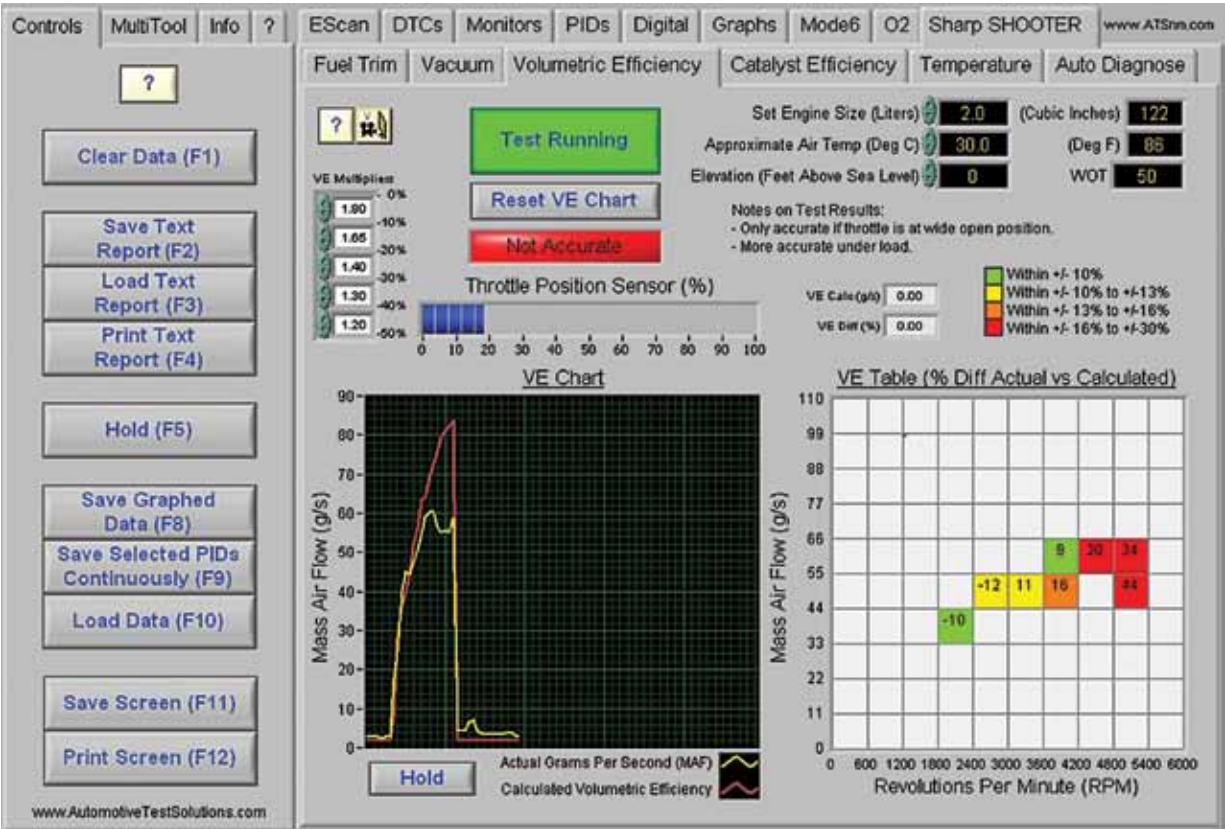 Controls
MultiTool
Info
?
EScan
DTCs
Monitors
PIDs
Digital
Graphs
Mode6
O2
Sharp SHOOTER
www.ATSnm.com
Fuel Trim
Vacuum
Volumetric Efficiency
Catalyst Efficiency
Temperature
Auto Diagnose
?
Clear Data (F1)
Save Text
Report (F2)
Load Text
Report (F3)
Print Text
Report (F4)
Hold (F5)
Save Graphed
Data (F8)
Save Selected PIDs
Continuously (F9)
Load Data (F10)
Save Screen (F11)
Print Screen (F12)
www.AutomotiveTestSolutions.com
?
Test Running
Reset VE Chart
Not Accurate
Set Engine Size (Liters) 2.0 (Cubic Inches) 122
Approximate Air Temp (Deg C) 30.0 (Deg F) 86
Elevation (Feet Above Sea Level) 0 WOT 50
Notes on Test Results:
- Only accurate if throttle is at wide open position.
- More accurate under load.
VE Multipliers
0%
1.80
10%
1.65
20%
1.40
30%
1.30
40%
1.20
50%
Throttle Position Sensor (%)
0 10 20 30 40 50 60 70 80 90 100
VE Calc (g/s) 0.00
VE Diff (%) 0.00
Within +/- 10%
Within +/- 10% to +/-13%
Within +/- 13% to +/-16%
Within +/- 16% to +/-30%
VE Chart
90
80
70
60
50
40
30
20
10
0
Mass Air Flow (g/s)
Hold
Actual Grams Per Second (MAF)
Calculated Volumetric Efficiency
VE Table (% Diff Actual vs Calculated)
110
99
88
77
66
55
44
33
22
11
0
Mass Air Flow (g/s)
9 34
-12 11 16 44
-10
0 600 1200 1800 2400 3000 3600 4200 4800 5400 6000
Revolutions Per Minute (RPM)